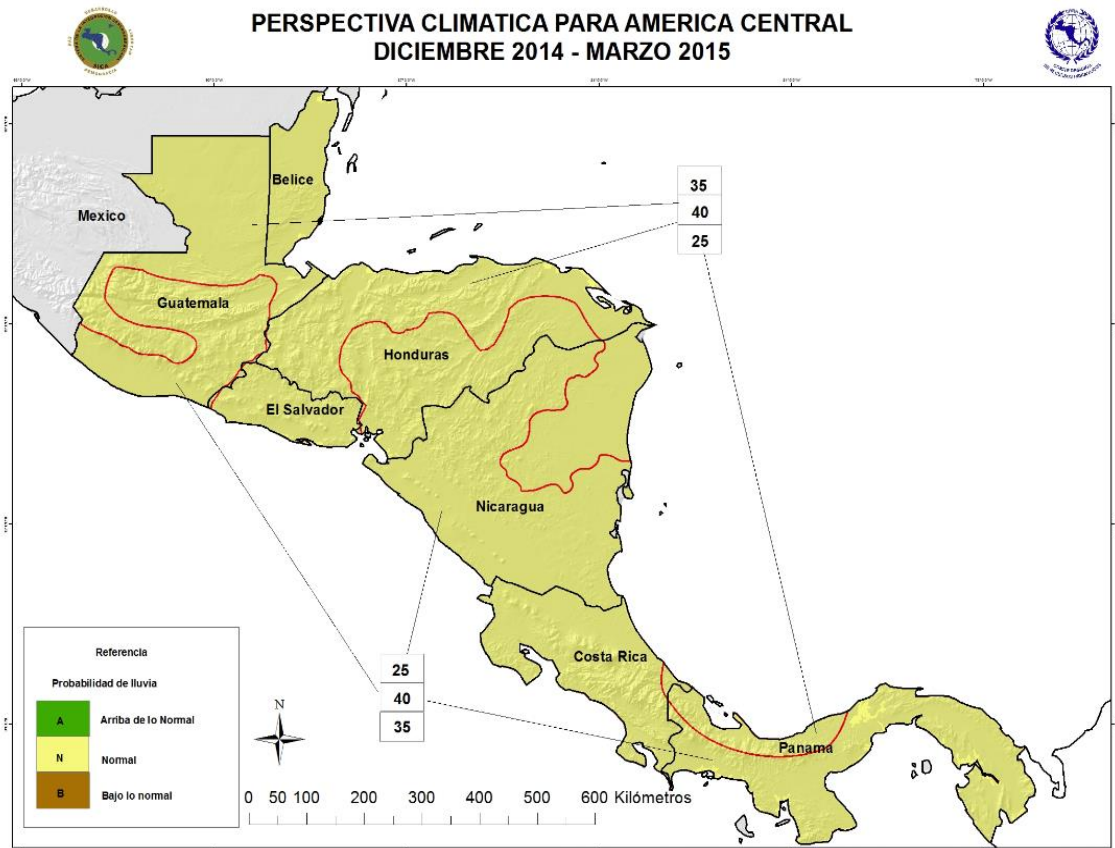 PERSPECTIVA CLIMATICA PARA AMERICA CENTRAL
DICIEMBRE 2014 - MARZO 2015
Mexico
Belice
35
40
25
Guatemala
Honduras
El Salvador
Nicaragua
25
40
35
Costa Rica
Panama
Referencia
Probabilidad de lluvia
A Arriba de lo Normal
N Normal
B Bajo lo normal
N
0 50 100 200 300 400 500 600 Kilómetros